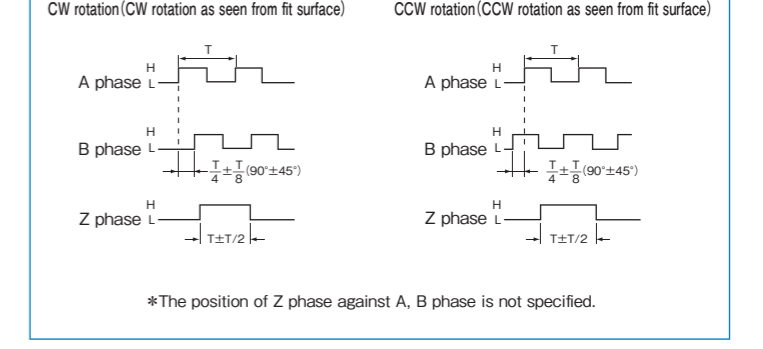 CW rotation(CW rotation as seen from fit surface)
T
A phase H L
B phase H L
T/4±T/8(90°±45°)
Z phase H L
T±T/2
CCW rotation(CCW rotation as seen from fit surface)
T
A phase H L
B phase H L
T/4±T/8(90°±45°)
Z phase H L
T±T/2
*The position of Z phase against A, B phase is not specified.